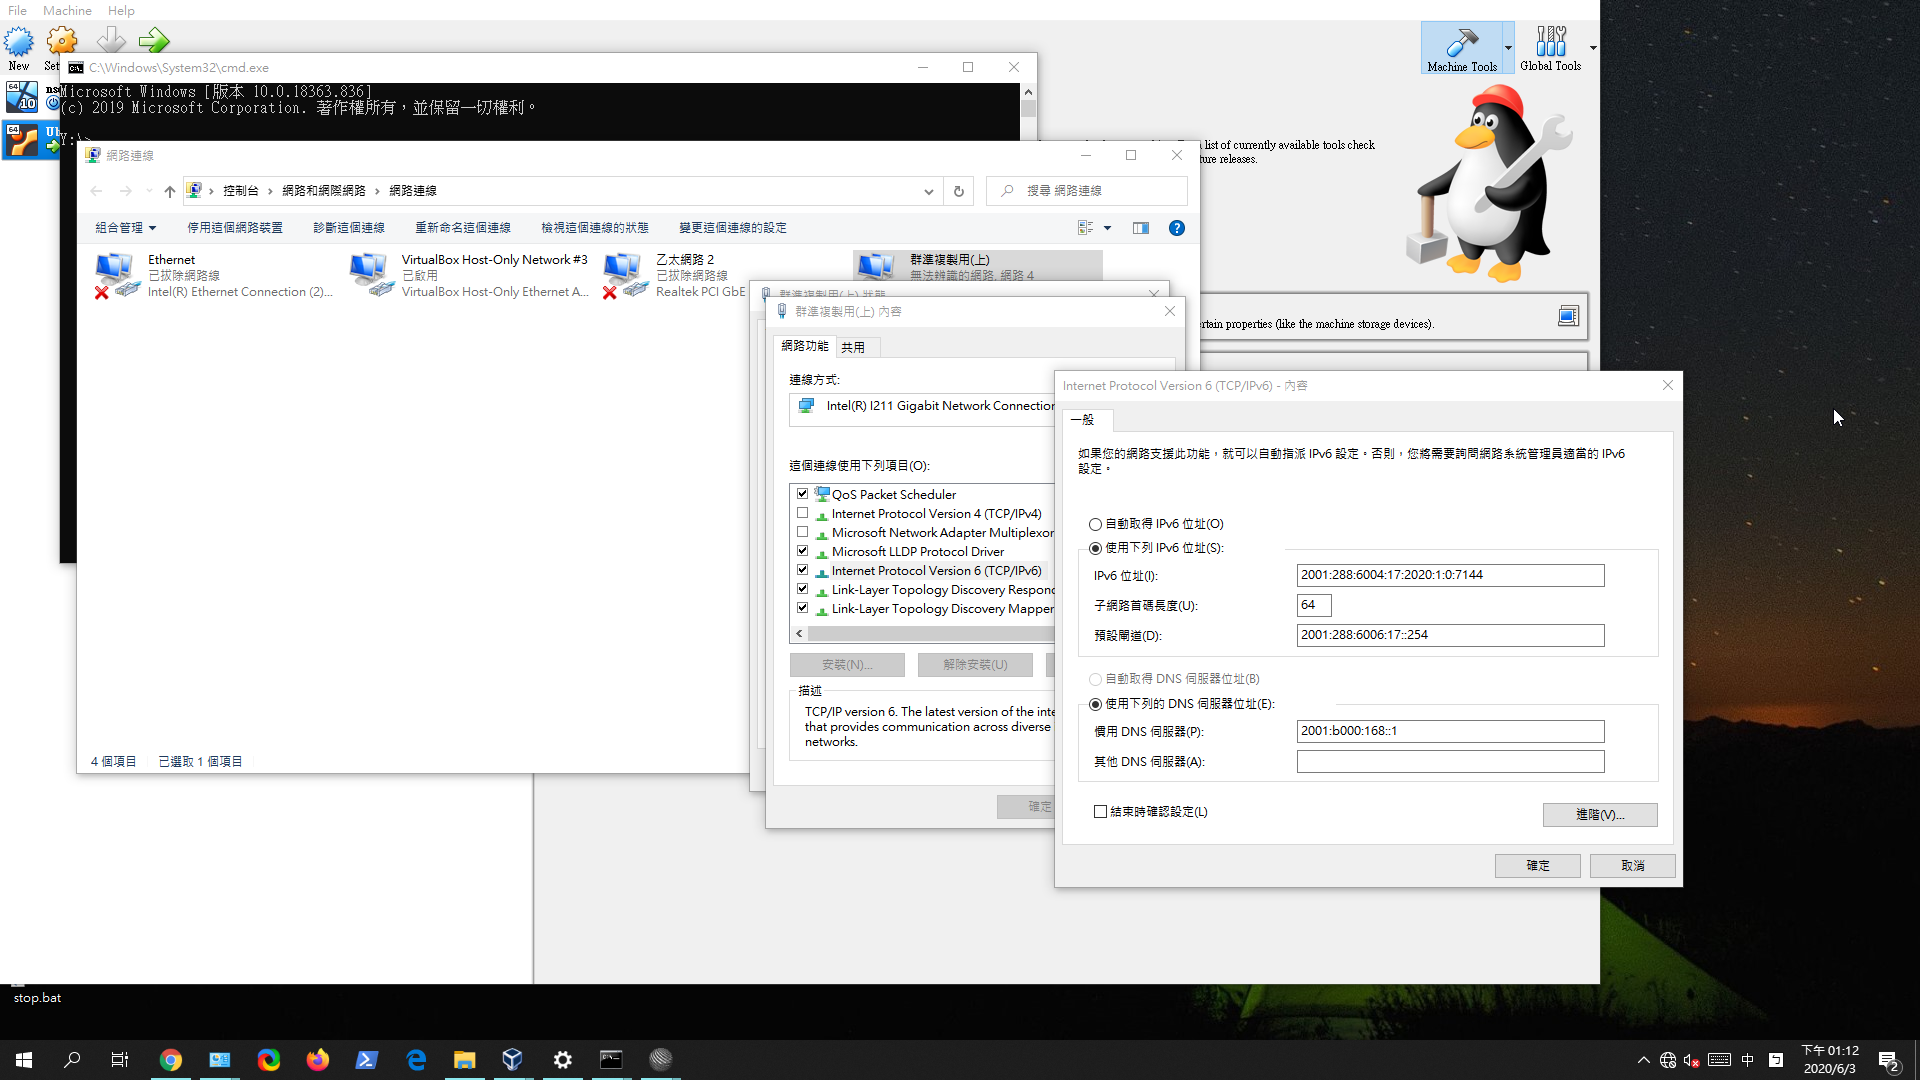 File Machine Help
New
Machine Tools
Global Tools
C:\Windows\System32\cmd.exe
Microsoft Windows [版本 10.0.18363.836]
(c) 2019 Microsoft Corporation. 著作權所有，並保留一切權利。
Y:\>
list of currently available tools check
ture releases.
網路連線
控制台 › 網路和網際網路 › 網路連線
搜尋 網路連線
組合管理 停用這個網路裝置 診斷這個連線 重新命名這個連線 檢視這個連線的狀態 變更這個連線的設定
Ethernet
已拔除網路線
Intel(R) Ethernet Connection (2)...
VirtualBox Host-Only Network #3
已啟用
VirtualBox Host-Only Ethernet A...
乙太網路 2
已拔除網路線
Realtek PCI GbE
群準複製用(上)
無法辨識的網路, 網路 4
ertain properties (like the machine storage devices).
群準複製用(上) 狀態
群準複製用(上) 內容
網路功能 共用
連線方式:
Intel(R) I211 Gigabit Network Connection
這個連線使用下列項目(O):
QoS Packet Scheduler
Internet Protocol Version 4 (TCP/IPv4)
Microsoft Network Adapter Multiplexor
Microsoft LLDP Protocol Driver
Internet Protocol Version 6 (TCP/IPv6)
Link-Layer Topology Discovery Respon
Link-Layer Topology Discovery Mapper
安裝(N)... 解除安裝(U)
描述
TCP/IP version 6. The latest version of the inte
that provides communication across diverse
networks.
確定
4 個項目 已選取 1 個項目
Internet Protocol Version 6 (TCP/IPv6) - 內容
一般
如果您的網路支援此功能，就可以自動指派 IPv6 設定。否則，您將需要詢問網路系統管理員適當的 IPv6
設定。
自動取得 IPv6 位址(O)
使用下列 IPv6 位址(S):
IPv6 位址(I): 2001:288:6004:17:2020:1:0:7144
子網路首碼長度(U): 64
預設閘道(D): 2001:288:6006:17::254
自動取得 DNS 伺服器位址(B)
使用下列的 DNS 伺服器位址(E):
慣用 DNS 伺服器(P): 2001:b000:168::1
其他 DNS 伺服器(A):
結束時確認設定(L)
進階(V)...
確定 取消
stop.bat
中
下午 01:12
2020/6/3
2